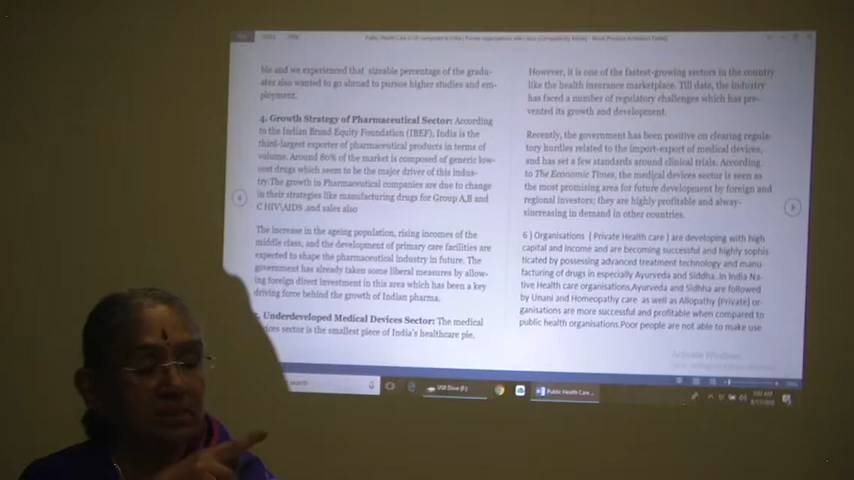 Public Health Care in
ble and we experienced that sizeable percentage of the gradu-
ates also wanted to go abroad to pursue higher studies and em-
ployment.
4. Growth Strategy of Pharmaceutical Sector: According
to the Indian Brand Equity Foundation (IBEF), India is the
third-largest exporter of pharmaceutical products in terms of
volume. Around 80% of the market is composed of generic low-
cost drugs which seem to be the major driver of this indus-
try.The growth in Pharmaceutical companies are due to change
in their strategies like manufacturing drugs for Group A,B and
C HIV\AIDS .and sales also
The increase in the ageing population, rising incomes of the
middle class, and the development of primary care facilities are
expected to shape the pharmaceutical industry in future. The
government has already taken some liberal measures by allow-
ing foreign direct investment in this area which has been a key
driving force behind the growth of Indian pharma.
Underdeveloped Medical Devices Sector: The medical
ices sector is the smallest piece of India's healthcare pie.
However, it is one of the fastest-growing sectors in the country
like the health insurance marketplace. Till date, the industry
has faced a number of regulatory challenges which has pre-
vented its growth and development.
Recently, the government has been positive on clearing regula-
tory hurdles related to the import-export of medical devices,
and has set a few standards around clinical trials. According
to The Economic Times, the medical devices sector is seen as
the most promising area for future development by foreign and
regional investors; they are highly profitable and alway-
sincreasing in demand in other countries.
6 ) Organisations ( Private Health care ) are developing with high
capital and income and are becoming successful and highly sophis
ticated by possessing advanced treatment technology and manu-
facturing of drugs in especially Ayurveda and Siddha .In India Na-
tive Health care organisations,Ayurveda and Sidhha are followed
by Unani and Homeopathy care as well as Allopathy (Private) or-
ganisations are more successful and profitable when compared to
public health organisations.Poor people are not able to make use
Activate Windows
earch
USB Drive (F:)
Public Health Care ...